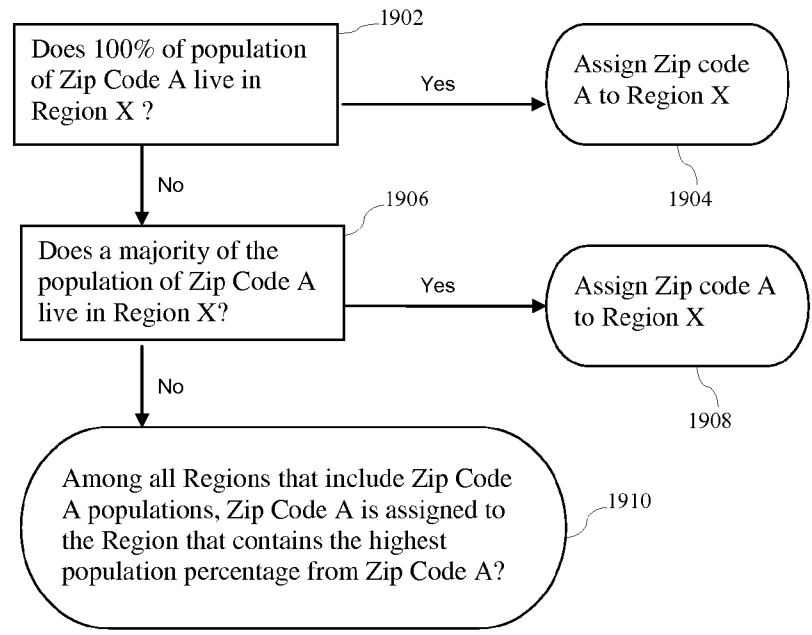 1902
Does 100% of population
of Zip Code A live in
Region X ?
Yes
Assign Zip code
A to Region X
1904
No
1906
Does a majority of the
population of Zip Code A
live in Region X?
Yes
Assign Zip code A
to Region X
1908
No
Among all Regions that include Zip Code
A populations, Zip Code A is assigned to
the Region that contains the highest
population percentage from Zip Code A?
1910